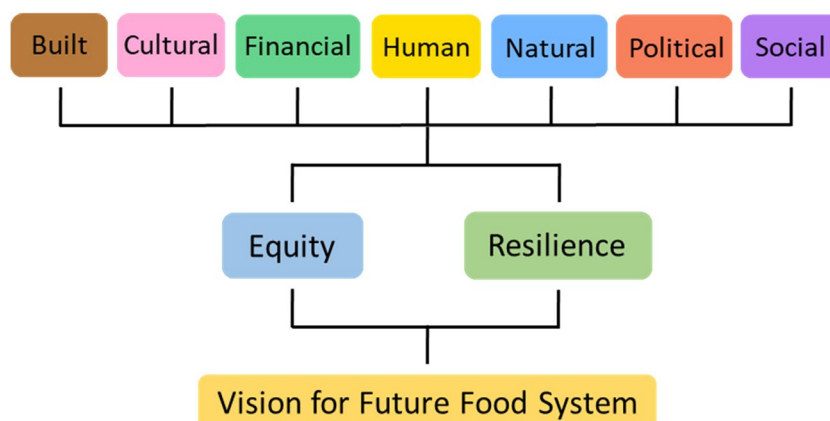 Built
Cultural
Financial
Human
Natural
Political
Social
Equity
Resilience
Vision for Future Food System